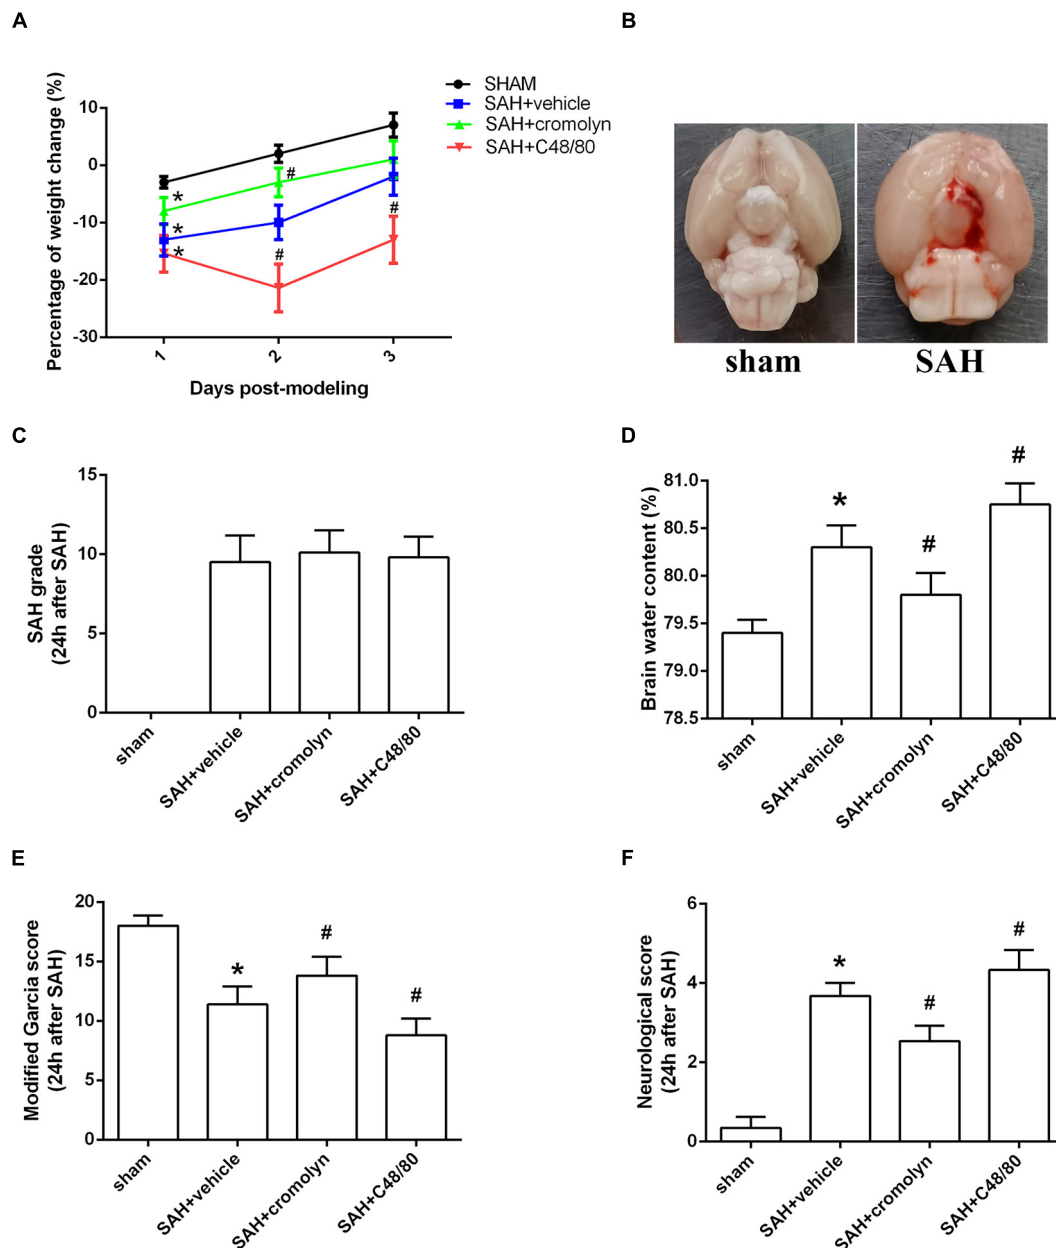 A
Percentage of weight change (%)
10
0
-10
-20
-30
*
*
*
#
#
#
1
2
3
Days post-modeling
SHAM
SAH+vehicle
SAH+cromolyn
SAH+C48/80
B
sham
SAH
C
SAH grade
(24h after SAH)
15
10
5
0
sham
SAH+vehicle
SAH+cromolyn
SAH+C48/80
D
Brain water content (%)
81.0
80.5
80.0
79.5
79.0
78.5
*
#
#
sham
SAH+vehicle
SAH+cromolyn
SAH+C48/80
E
Modified Garcia score
(24h after SAH)
20
15
10
5
0
*
#
#
sham
SAH+vehicle
SAH+cromolyn
SAH+C48/80
F
Neurological score
(24h after SAH)
6
4
2
0
*
#
#
sham
SAH+vehicle
SAH+cromolyn
SAH+C48/80